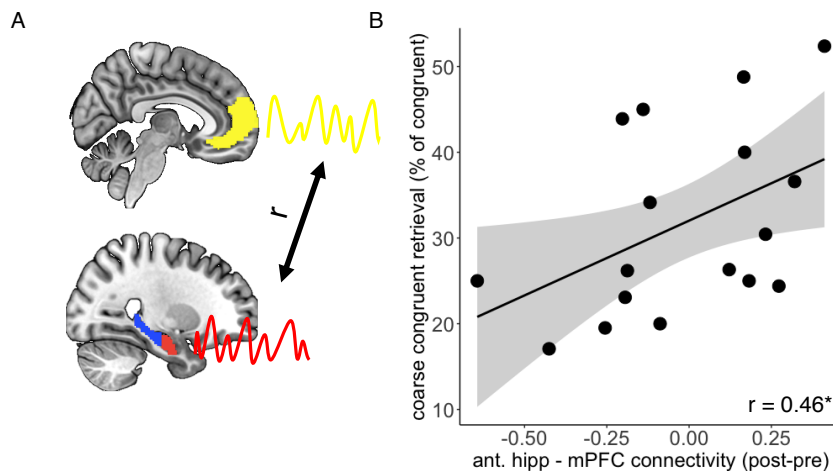 A
B
r
coarse congruent retrieval (% of congruent)
50
40
30
20
10
r = 0.46*
-0.50
-0.25
0.00
0.25
ant. hipp - mPFC connectivity (post-pre)